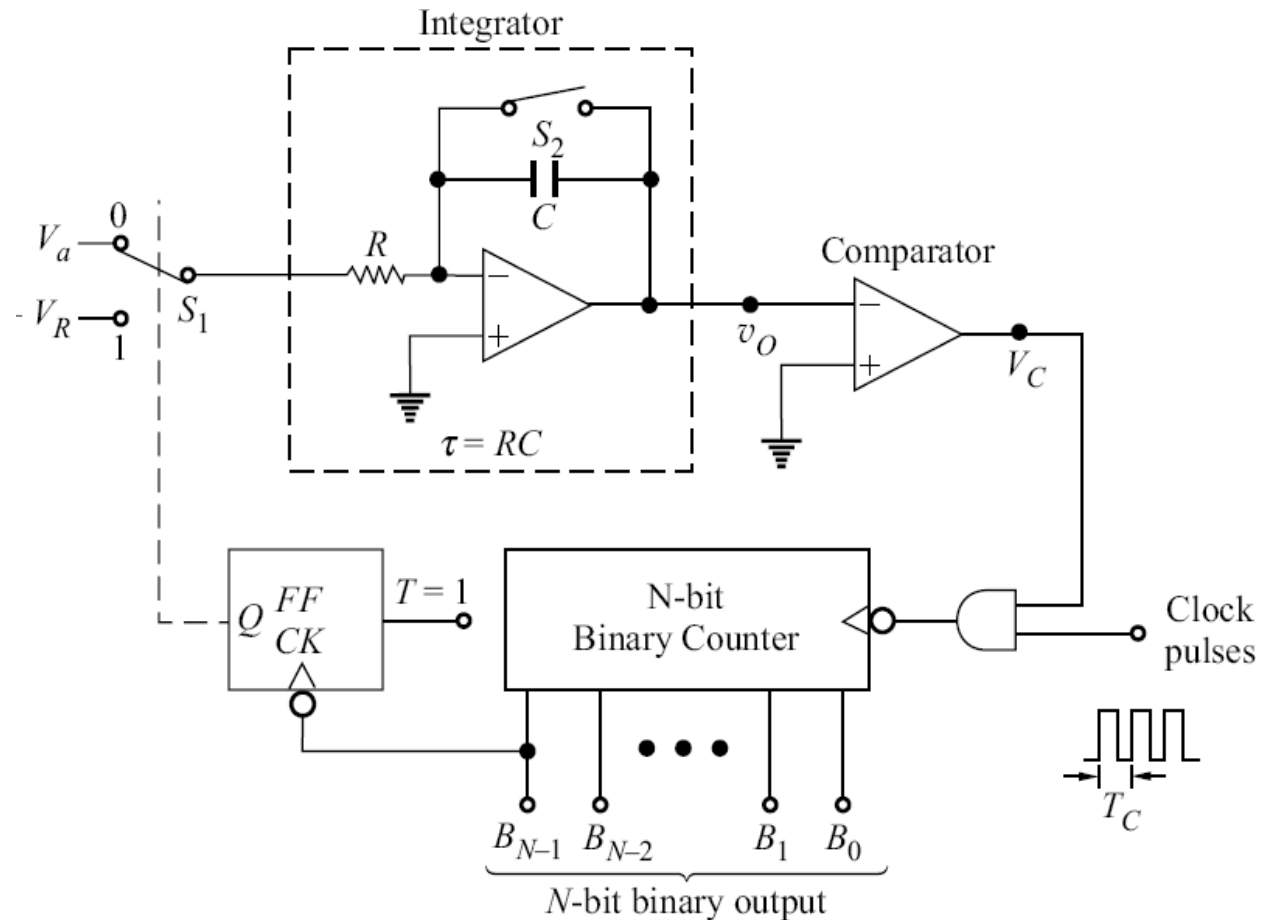 Integrator
S2
C
0
Va
R
S1
- VR
1
−
+
τ = RC
Comparator
−
+
vO
VC
Q
FF
CK
T = 1
N-bit
Binary Counter
Clock
pulses
TC
BN–1
BN–2
B1
B0
N-bit binary output